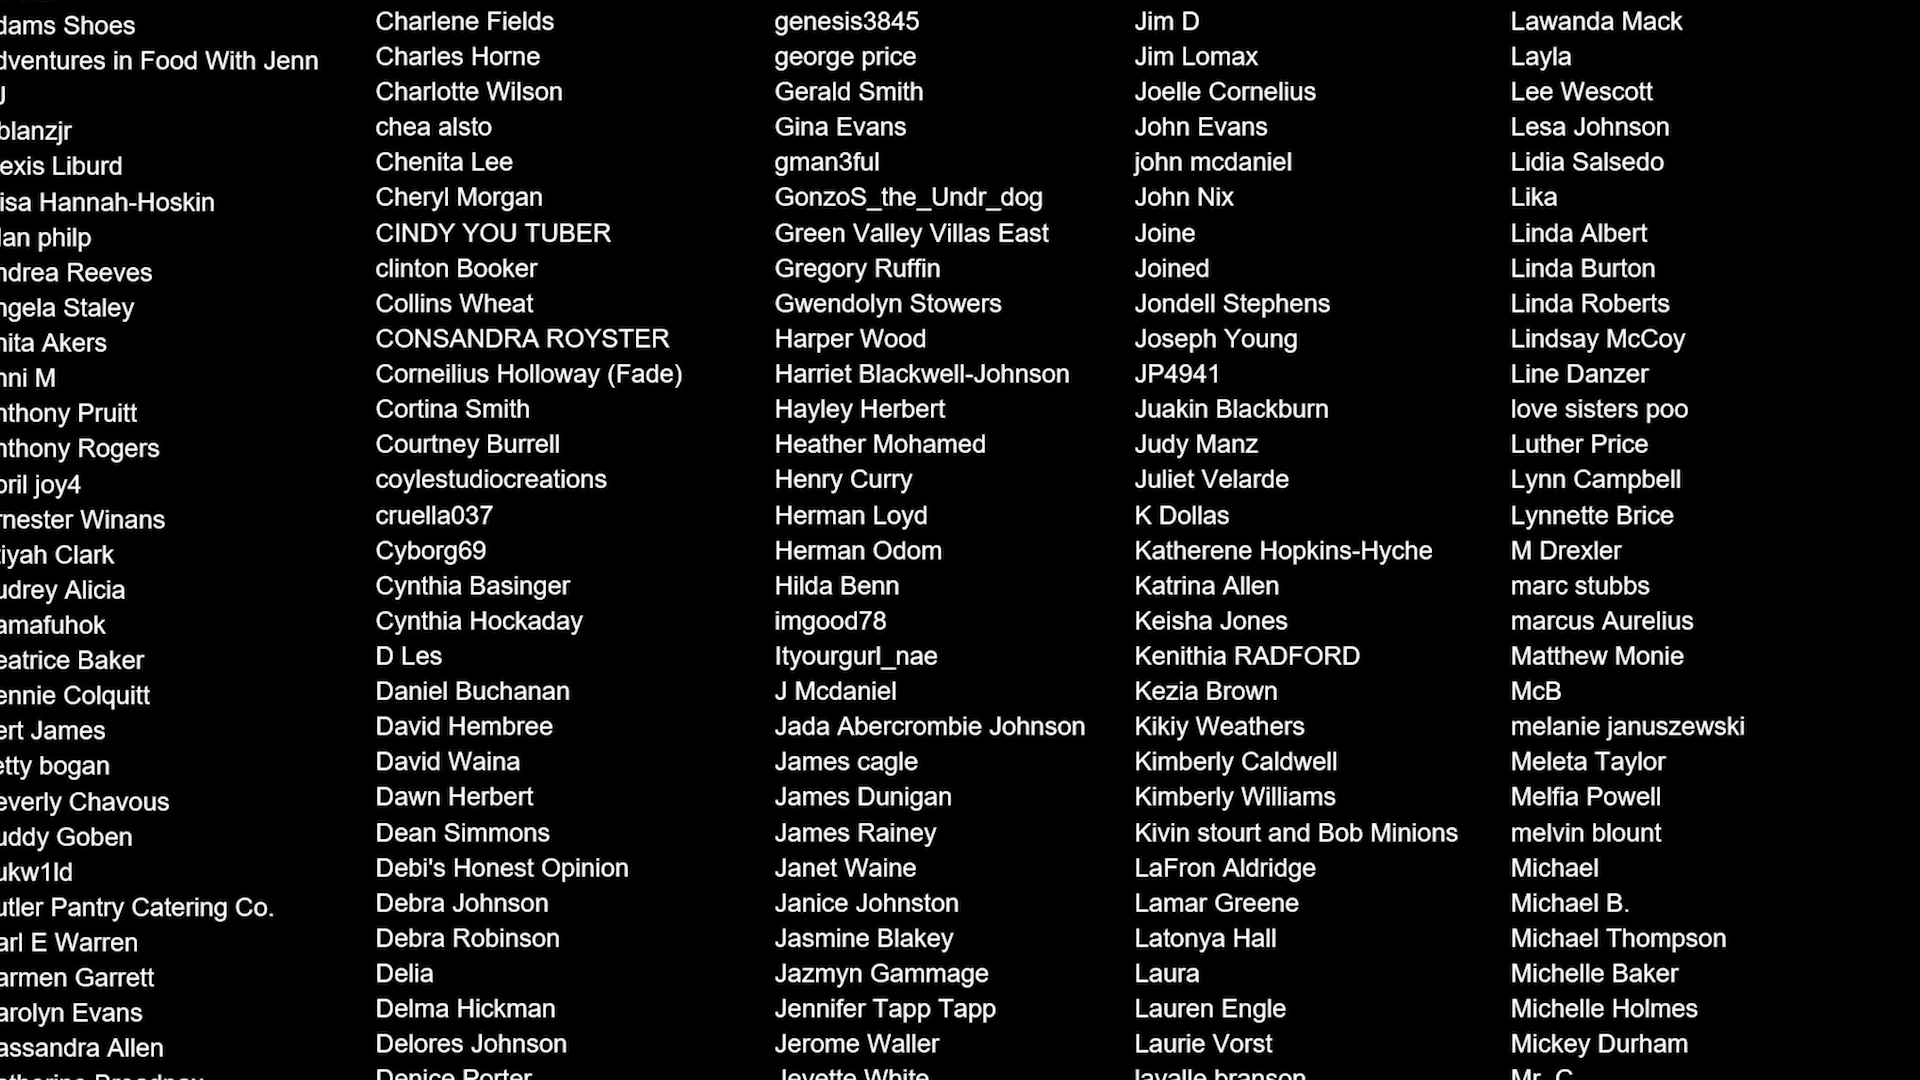 dams Shoes
dventures in Food With Jenn
J
blanzjr
exis Liburd
isa Hannah-Hoskin
lan philp
ndrea Reeves
ngela Staley
nita Akers
nni M
nthony Pruitt
nthony Rogers
pril joy4
rnester Winans
tiyah Clark
udrey Alicia
amafuhok
eatrice Baker
ennie Colquitt
ert James
etty bogan
everly Chavous
uddy Goben
ukw1ld
utler Pantry Catering Co.
arl E Warren
armen Garrett
arolyn Evans
assandra Allen
Charlene Fields
Charles Horne
Charlotte Wilson
chea alsto
Chenita Lee
Cheryl Morgan
CINDY YOU TUBER
clinton Booker
Collins Wheat
CONSANDRA ROYSTER
Corneilius Holloway (Fade)
Cortina Smith
Courtney Burrell
coylestudiocreations
cruella037
Cyborg69
Cynthia Basinger
Cynthia Hockaday
D Les
Daniel Buchanan
David Hembree
David Waina
Dawn Herbert
Dean Simmons
Debi's Honest Opinion
Debra Johnson
Debra Robinson
Delia
Delma Hickman
Delores Johnson
Denice Porter
genesis3845
george price
Gerald Smith
Gina Evans
gman3ful
GonzoS_the_Undr_dog
Green Valley Villas East
Gregory Ruffin
Gwendolyn Stowers
Harper Wood
Harriet Blackwell-Johnson
Hayley Herbert
Heather Mohamed
Henry Curry
Herman Loyd
Herman Odom
Hilda Benn
imgood78
Ityourgurl_nae
J Mcdaniel
Jada Abercrombie Johnson
James cagle
James Dunigan
James Rainey
Janet Waine
Janice Johnston
Jasmine Blakey
Jazmyn Gammage
Jennifer Tapp Tapp
Jerome Waller
Jevette White
Jim D
Jim Lomax
Joelle Cornelius
John Evans
john mcdaniel
John Nix
Joine
Joined
Jondell Stephens
Joseph Young
JP4941
Juakin Blackburn
Judy Manz
Juliet Velarde
K Dollas
Katherene Hopkins-Hyche
Katrina Allen
Keisha Jones
Kenithia RADFORD
Kezia Brown
Kikiy Weathers
Kimberly Caldwell
Kimberly Williams
Kivin stourt and Bob Minions
LaFron Aldridge
Lamar Greene
Latonya Hall
Laura
Lauren Engle
Laurie Vorst
lavalle branson
Lawanda Mack
Layla
Lee Wescott
Lesa Johnson
Lidia Salsedo
Lika
Linda Albert
Linda Burton
Linda Roberts
Lindsay McCoy
Line Danzer
love sisters poo
Luther Price
Lynn Campbell
Lynnette Brice
M Drexler
marc stubbs
marcus Aurelius
Matthew Monie
McB
melanie januszewski
Meleta Taylor
Melfia Powell
melvin blount
Michael
Michael B.
Michael Thompson
Michelle Baker
Michelle Holmes
Mickey Durham